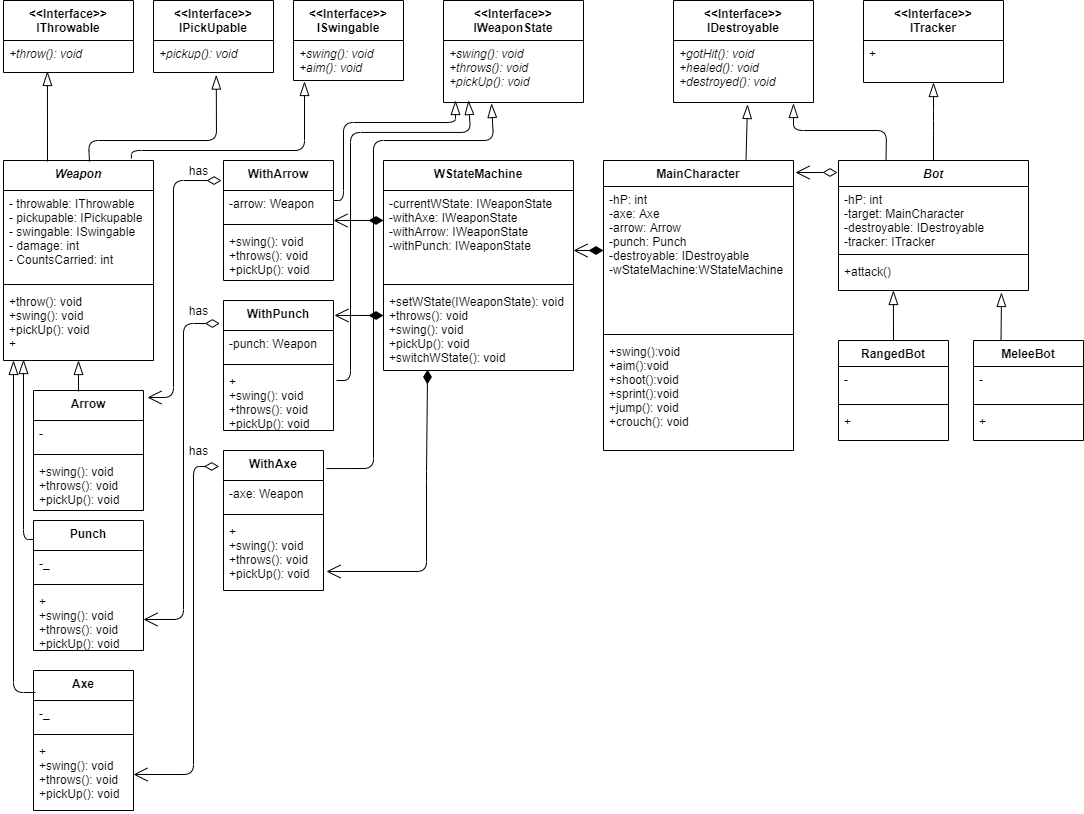 <<Interface>>
IThrowable
+throw(): void
<<Interface>>
IPickUpable
+pickup(): void
<<Interface>>
ISwingable
+swing(): void
+aim(): void
<<Interface>>
IWeaponState
+swing(): void
+throws(): void
+pickUp(): void
<<Interface>>
IDestroyable
+gotHit(): void
+healed(): void
+destroyed(): void
<<Interface>>
ITracker
+
Weapon
- throwable: IThrowable
- pickupable: IPickupable
- swingable: ISwingable
- damage: int
- CountsCarried: int
+throw(): void
+swing(): void
+pickUp(): void
+
has
WithArrow
-arrow: Weapon
+swing(): void
+throws(): void
+pickUp(): void
WStateMachine
-currentWState: IWeaponState
-withAxe: IWeaponState
-withArrow: IWeaponState
-withPunch: IWeaponState
+setWState(IWeaponState): void
+throws(): void
+swing(): void
+pickUp(): void
+switchWState(): void
MainCharacter
-hP: int
-axe: Axe
-arrow: Arrow
-punch: Punch
-destroyable: IDestroyable
-wStateMachine:WStateMachine
+swing():void
+aim():void
+shoot():void
+sprint():void
+jump(): void
+crouch(): void
Bot
-hP: int
-target: MainCharacter
-destroyable: IDestroyable
-tracker: ITracker
+attack()
has
WithPunch
-punch: Weapon
+
+swing(): void
+throws(): void
+pickUp(): void
RangedBot
-
+
MeleeBot
-
+
Arrow
-
+swing(): void
+throws(): void
+pickUp(): void
has
WithAxe
-axe: Weapon
+
+swing(): void
+throws(): void
+pickUp(): void
Punch
-_
+
+swing(): void
+throws(): void
+pickUp(): void
Axe
-_
+
+swing(): void
+throws(): void
+pickUp(): void